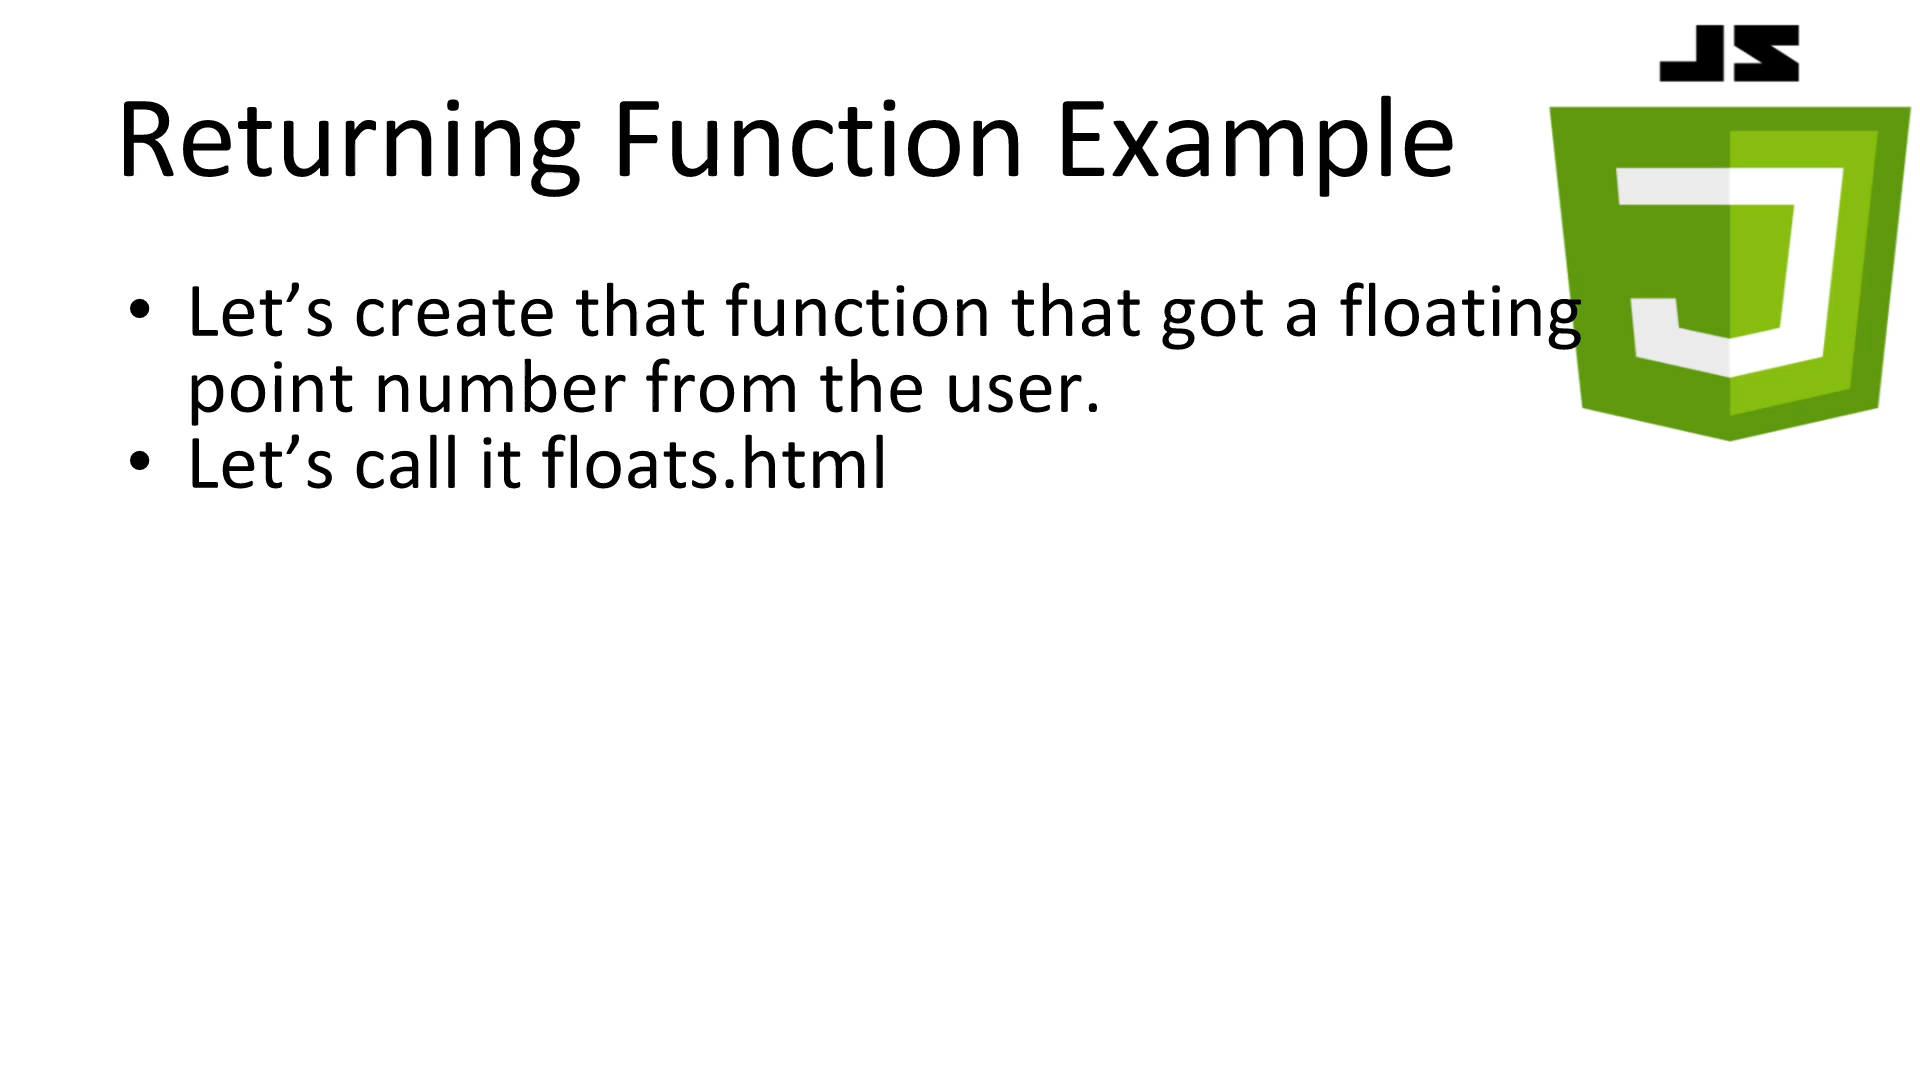 JS
Returning Function Example
• Let’s create that function that got a floating
point number from the user.
• Let’s call it floats.html